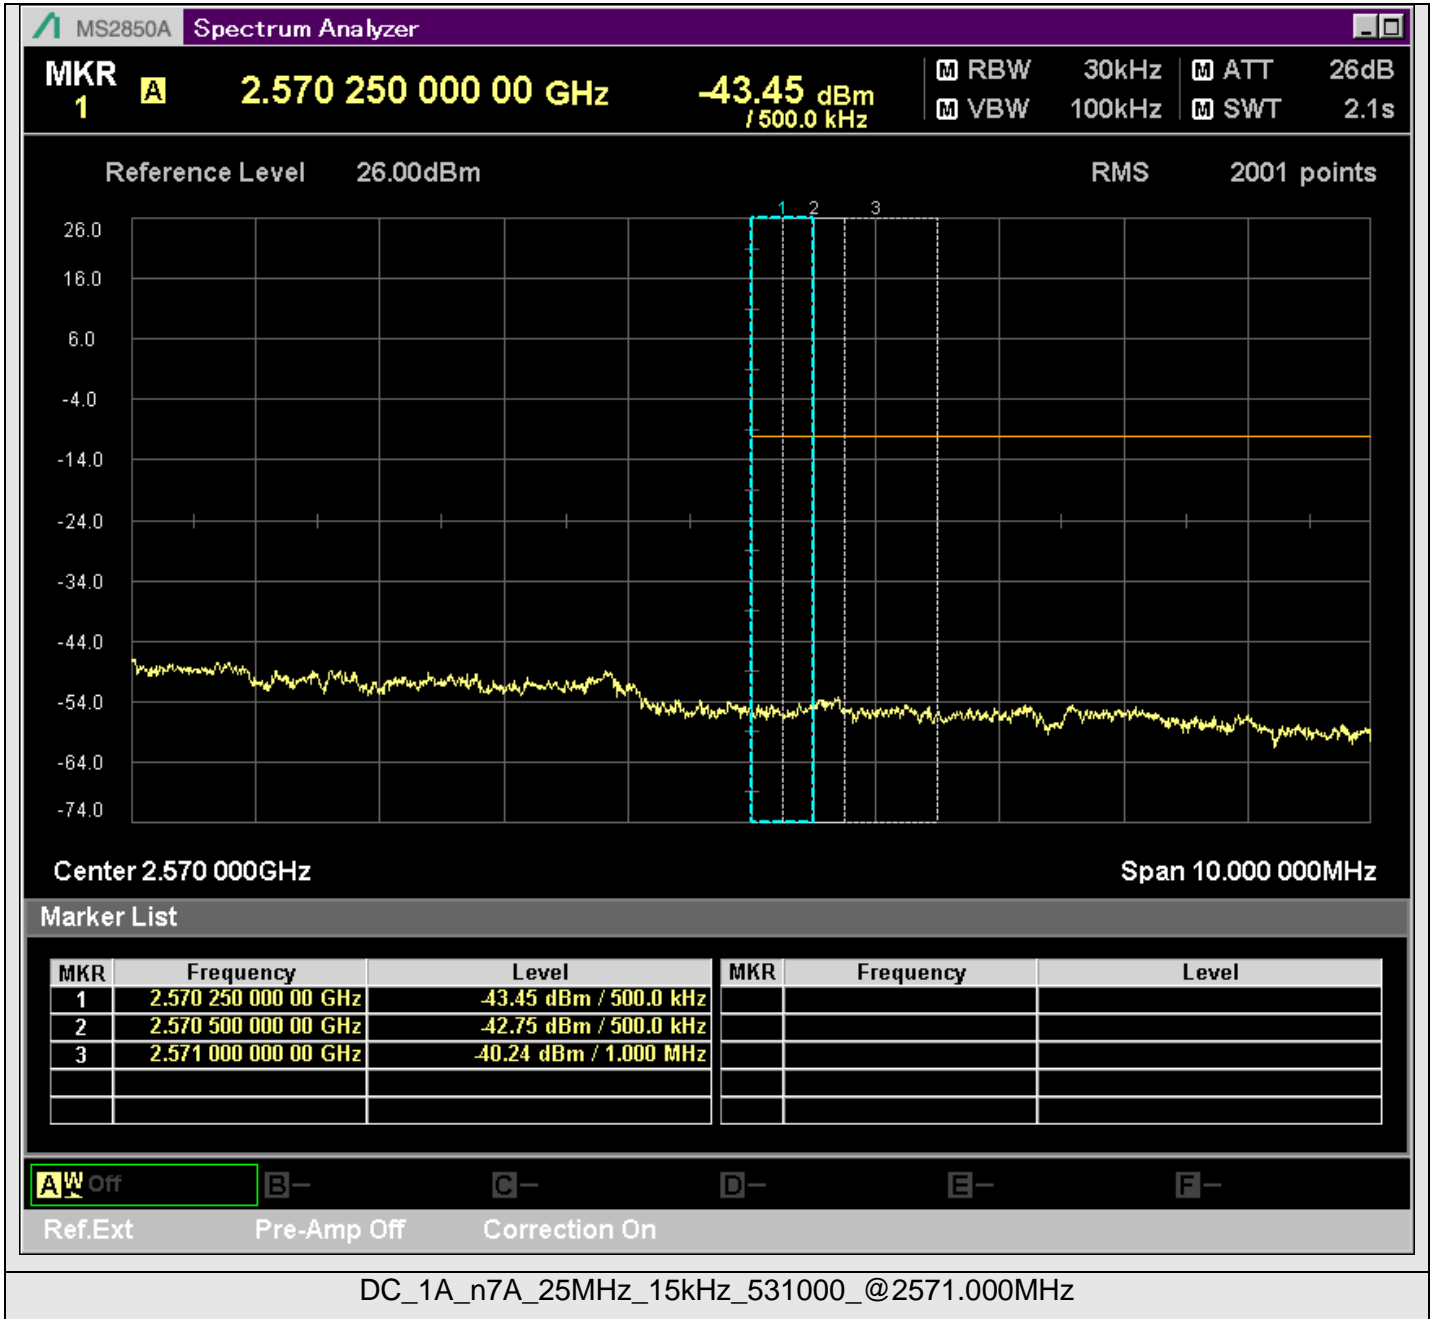 MS2850A Spectrum Analyzer
MKR 1 A 2.570 250 000 00 GHz -43.45 dBm / 500.0 kHz
M RBW 30kHz M ATT 26dB
M VBW 100kHz M SWT 2.1s
Reference Level 26.00dBm RMS 2001 points
1 2 3
26.0
16.0
6.0
-4.0
-14.0
-24.0
-34.0
-44.0
-54.0
-64.0
-74.0
Center 2.570 000GHz Span 10.000 000MHz
Marker List
MKR Frequency Level MKR Frequency Level
1 2.570 250 000 00 GHz -43.45 dBm / 500.0 kHz
2 2.570 500 000 00 GHz -42.75 dBm / 500.0 kHz
3 2.571 000 000 00 GHz -40.24 dBm / 1.000 MHz
A W Off B- C- D- E- F-
Ref.Ext Pre-Amp Off Correction On
DC_1A_n7A_25MHz_15kHz_531000_@2571.000MHz